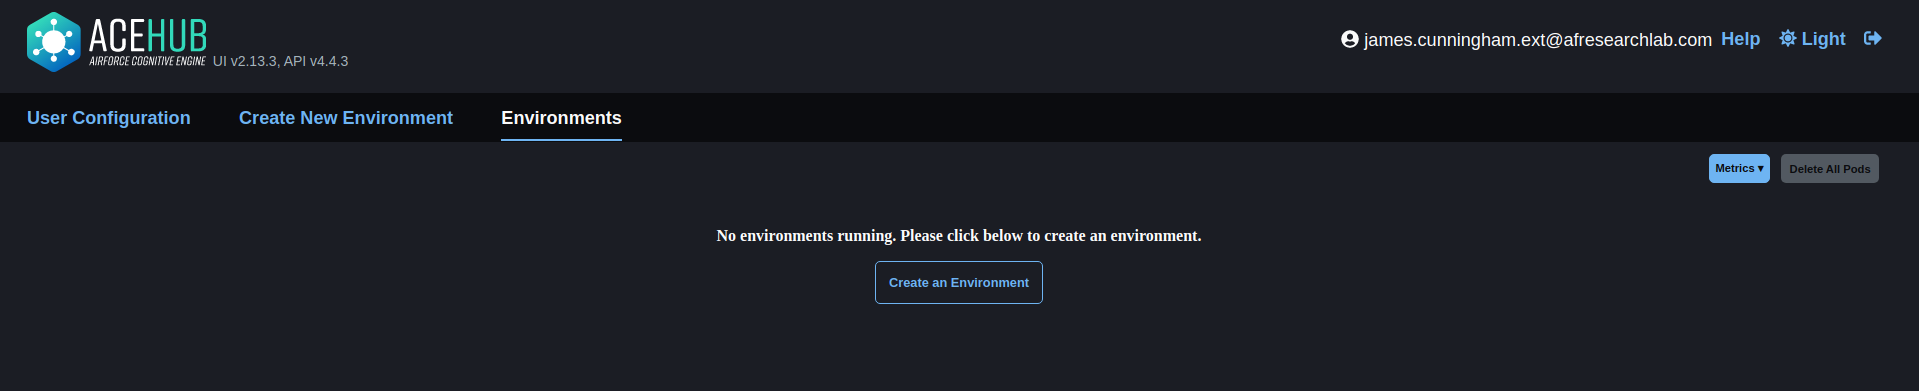 ACEHUB
AIRFORCE COGNITIVE ENGINE
UI v2.13.3, API v4.4.3
james.cunningham.ext@afresearchlab.com Help Light
User Configuration Create New Environment Environments
Metrics ▾ Delete All Pods
No environments running. Please click below to create an environment.
Create an Environment